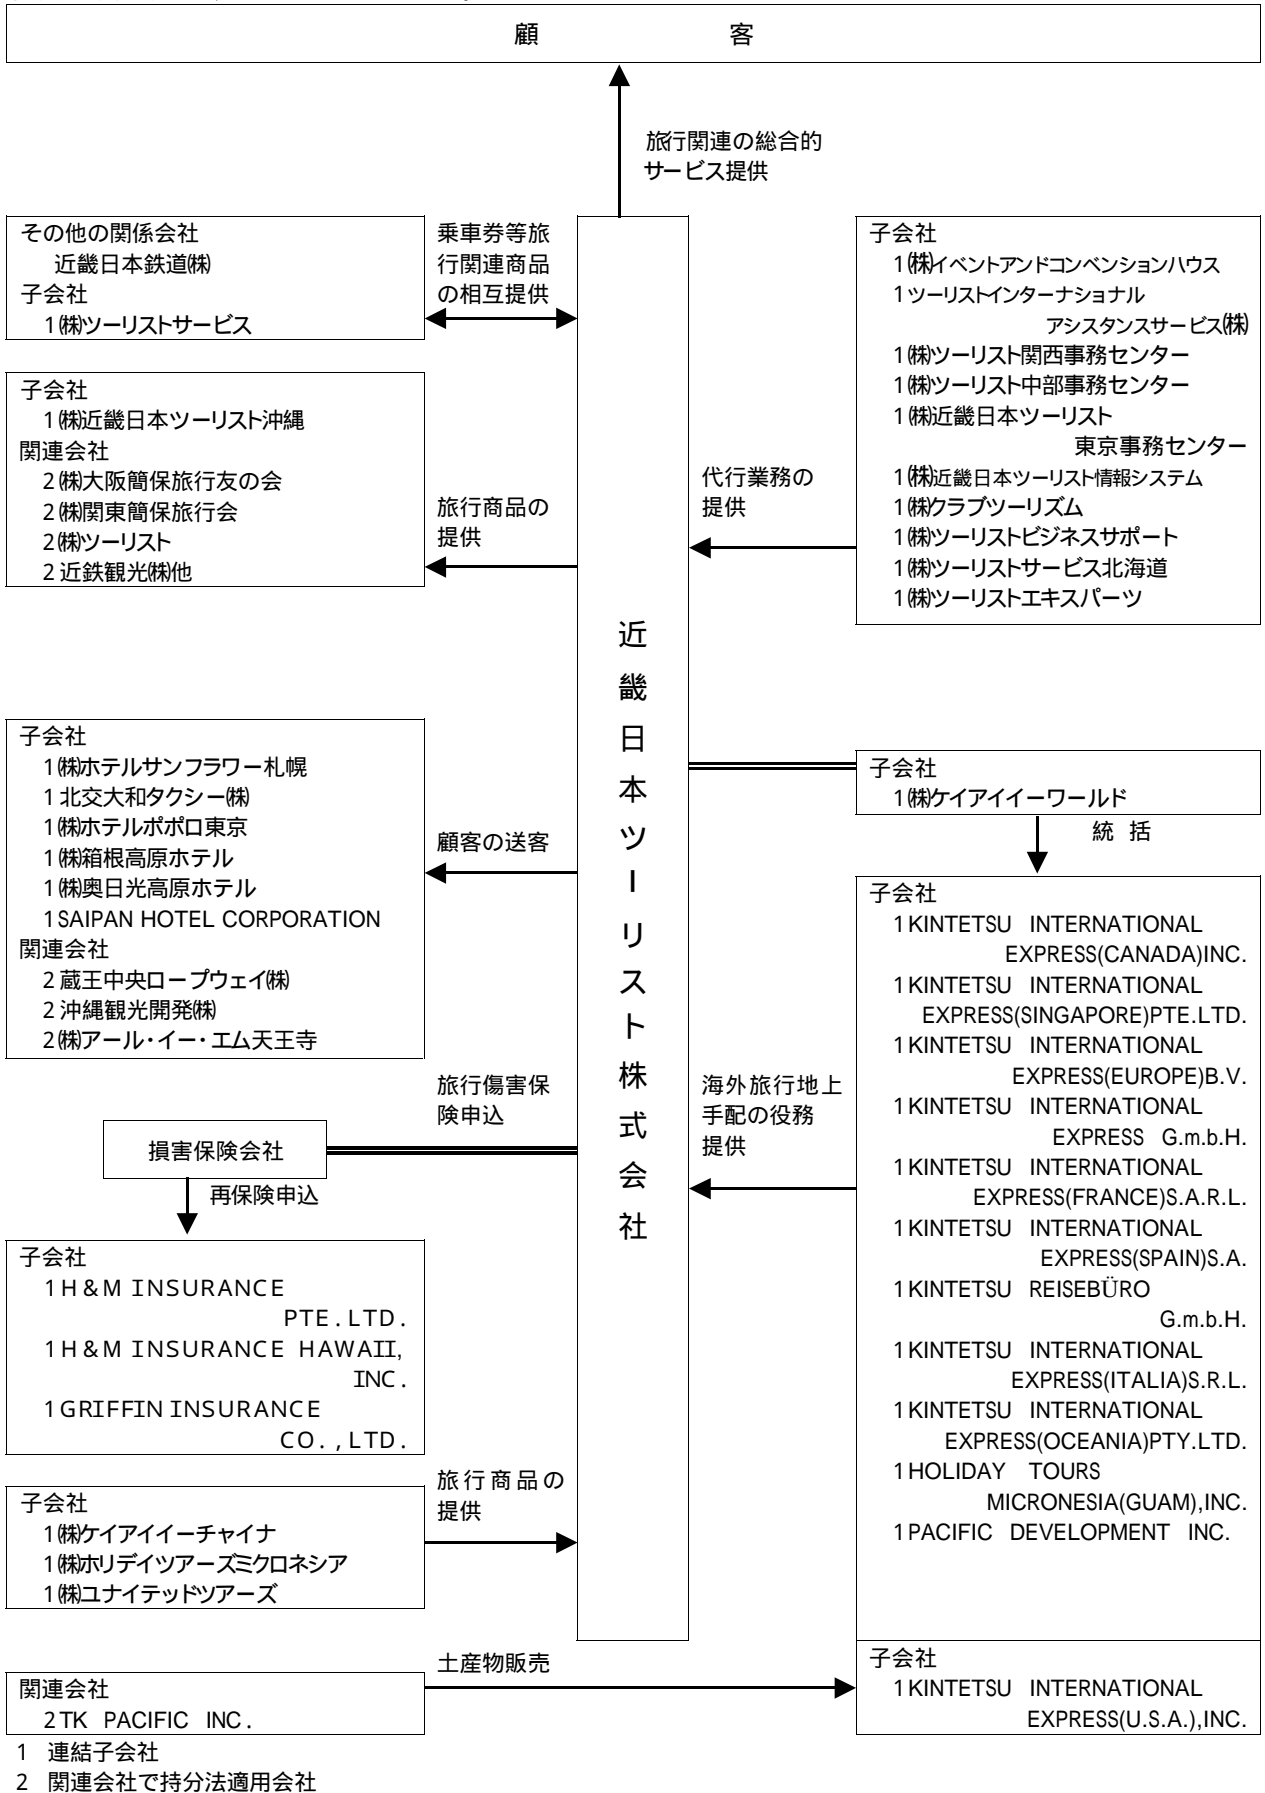 顧客
旅行関連の総合的
サービス提供
その他の関係会社
近畿日本鉄道㈱
子会社
1㈱ツーリストサービス
乗車券等旅
行関連商品
の相互提供
子会社
1㈱近畿日本ツーリスト沖縄
関連会社
2㈱大阪簡保旅行友の会
2㈱関東簡保旅行会
2㈱ツーリスト
2近鉄観光㈱他
旅行商品の
提供
子会社
1㈱ホテルサンフラワー札幌
1北交大和タクシー㈱
1㈱ホテルポポロ東京
1㈱箱根高原ホテル
1㈱奥日光高原ホテル
1SAIPAN HOTEL CORPORATION
関連会社
2蔵王中央ロープウェイ㈱
2沖縄観光開発㈱
2㈱アール・イー・エム天王寺
顧客の送客
旅行傷害保
険申込
損害保険会社
再保険申込
子会社
1H&M INSURANCE
PTE.LTD.
1H&M INSURANCE HAWAII,
INC.
1GRIFFIN INSURANCE
CO.,LTD.
子会社
1㈱ケイアイイーチャイナ
1㈱ホリデイツアーズミクロネシア
1㈱ユナイテッドツアーズ
旅行商品の
提供
関連会社
2TK PACIFIC INC.
土産物販売
近畿日本ツーリスト株式会社
子会社
1㈱イベントアンドコンベンションハウス
1ツーリストインターナショナル
アシスタンスサービス㈱
1㈱ツーリスト関西事務センター
1㈱ツーリスト中部事務センター
1㈱近畿日本ツーリスト
東京事務センター
1㈱近畿日本ツーリスト情報システム
1㈱クラブツーリズム
1㈱ツーリストビジネスサポート
1㈱ツーリストサービス北海道
1㈱ツーリストエキスパーツ
代行業務の
提供
子会社
1㈱ケイアイイーワールド
統括
子会社
1KINTETSU INTERNATIONAL
EXPRESS(CANADA)INC.
1KINTETSU INTERNATIONAL
EXPRESS(SINGAPORE)PTE.LTD.
1KINTETSU INTERNATIONAL
EXPRESS(EUROPE)B.V.
1KINTETSU INTERNATIONAL
EXPRESS G.m.b.H.
1KINTETSU INTERNATIONAL
EXPRESS(FRANCE)S.A.R.L.
1KINTETSU INTERNATIONAL
EXPRESS(SPAIN)S.A.
1KINTETSU REISEBÜRO
G.m.b.H.
1KINTETSU INTERNATIONAL
EXPRESS(ITALIA)S.R.L.
1KINTETSU INTERNATIONAL
EXPRESS(OCEANIA)PTY.LTD.
1HOLIDAY TOURS
MICRONESIA(GUAM),INC.
1PACIFIC DEVELOPMENT INC.
海外旅行地上
手配の役務
提供
子会社
1KINTETSU INTERNATIONAL
EXPRESS(U.S.A.),INC.
1 連結子会社
2 関連会社で持分法適用会社